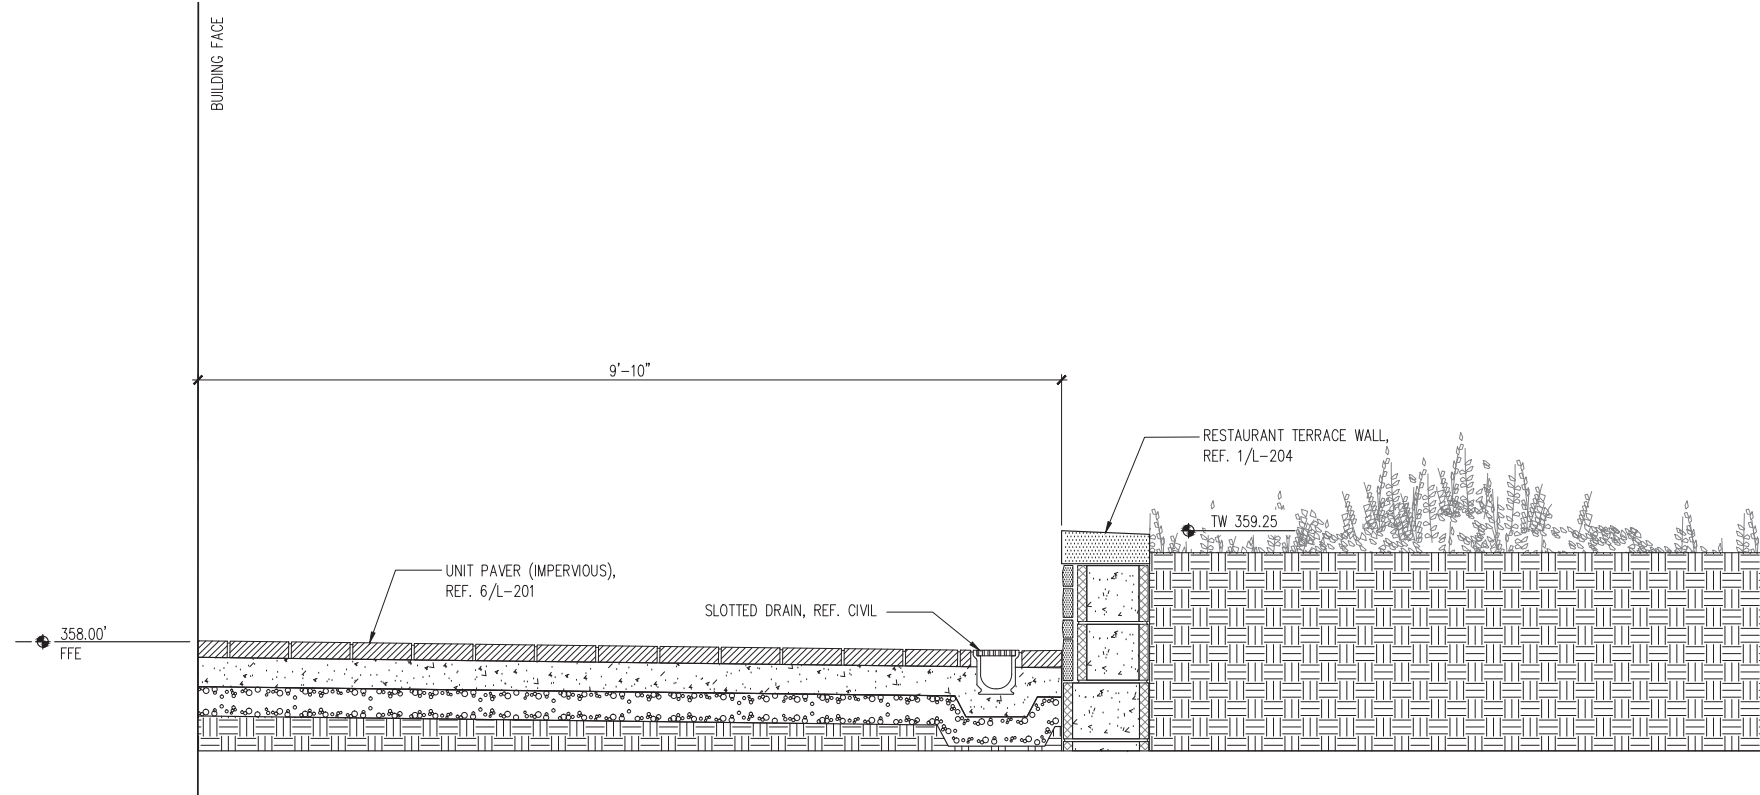 BUILDING FACE
9'-10"
RESTAURANT TERRACE WALL,
REF. 1/L-204
TW 359.25
UNIT PAVER (IMPERVIOUS),
REF. 6/L-201
SLOTTED DRAIN, REF. CIVIL
358.00'
FFE